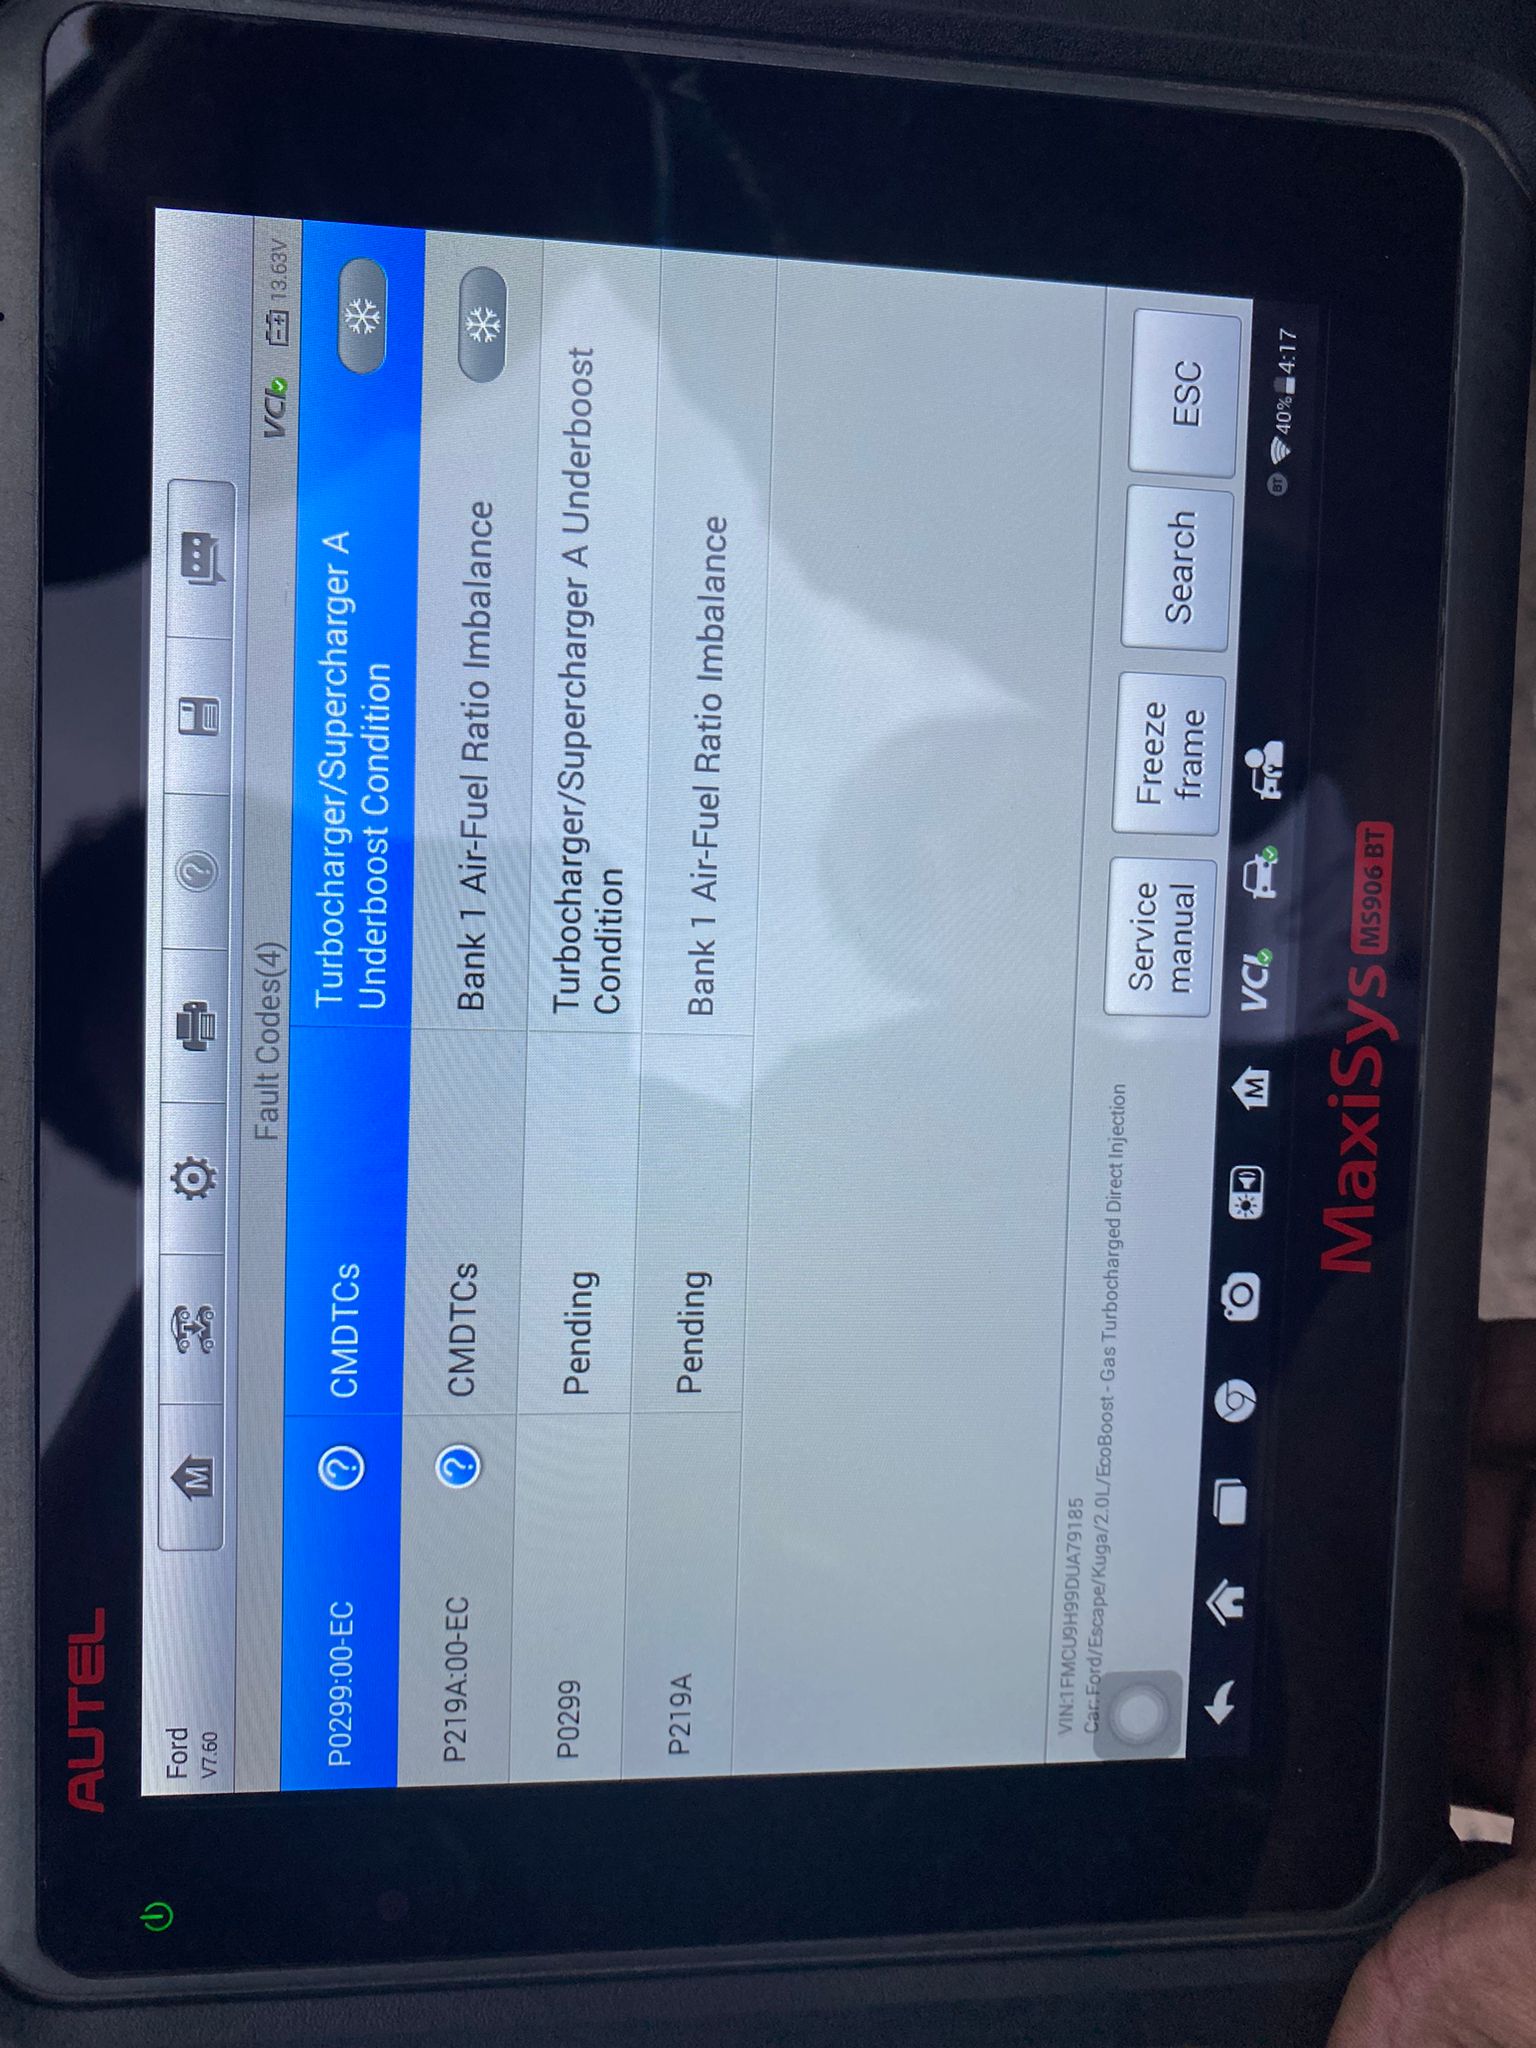 AUTEL
Ford
V7.60
M
?
Fault Codes(4)
VCI
13.63V
P0299:00-EC
?
CMDTCs
Turbocharger/Supercharger A
Underboost Condition
P219A:00-EC
?
CMDTCs
Bank 1 Air-Fuel Ratio Imbalance
P0299
Pending
Turbocharger/Supercharger A Underboost
Condition
P219A
Pending
Bank 1 Air-Fuel Ratio Imbalance
VIN:1FMCU9H99DUA79185
Car:Ford/Escape/Kuga/2.0L/EcoBoost - Gas Turbocharged Direct Injection
Service
manual
Freeze
frame
Search
ESC
M
VCI
BT
40%
4:17
MaxiSys MS906 BT